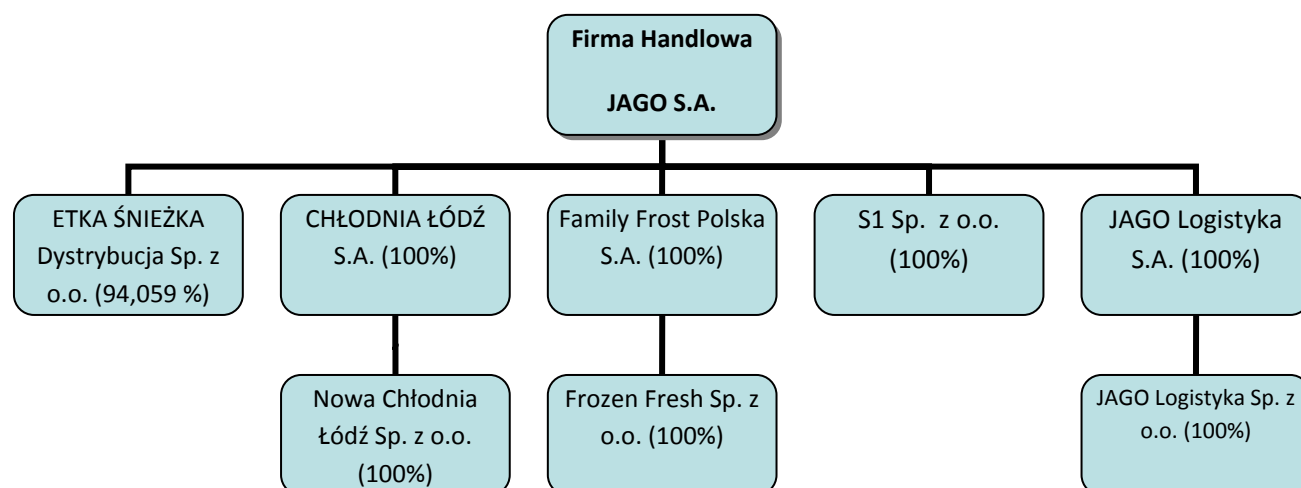 Firma Handlowa
JAGO S.A.
ETKA ŚNIEŻKA
Dystrybucja Sp. z
o.o. (94,059 %)
CHŁODNIA ŁÓDŹ
S.A. (100%)
Family Frost Polska
S.A. (100%)
S1 Sp. z o.o.
(100%)
JAGO Logistyka
S.A. (100%)
Nowa Chłodnia
Łódź Sp. z o.o.
(100%)
Frozen Fresh Sp. z
o.o. (100%)
JAGO Logistyka Sp. z
o.o. (100%)